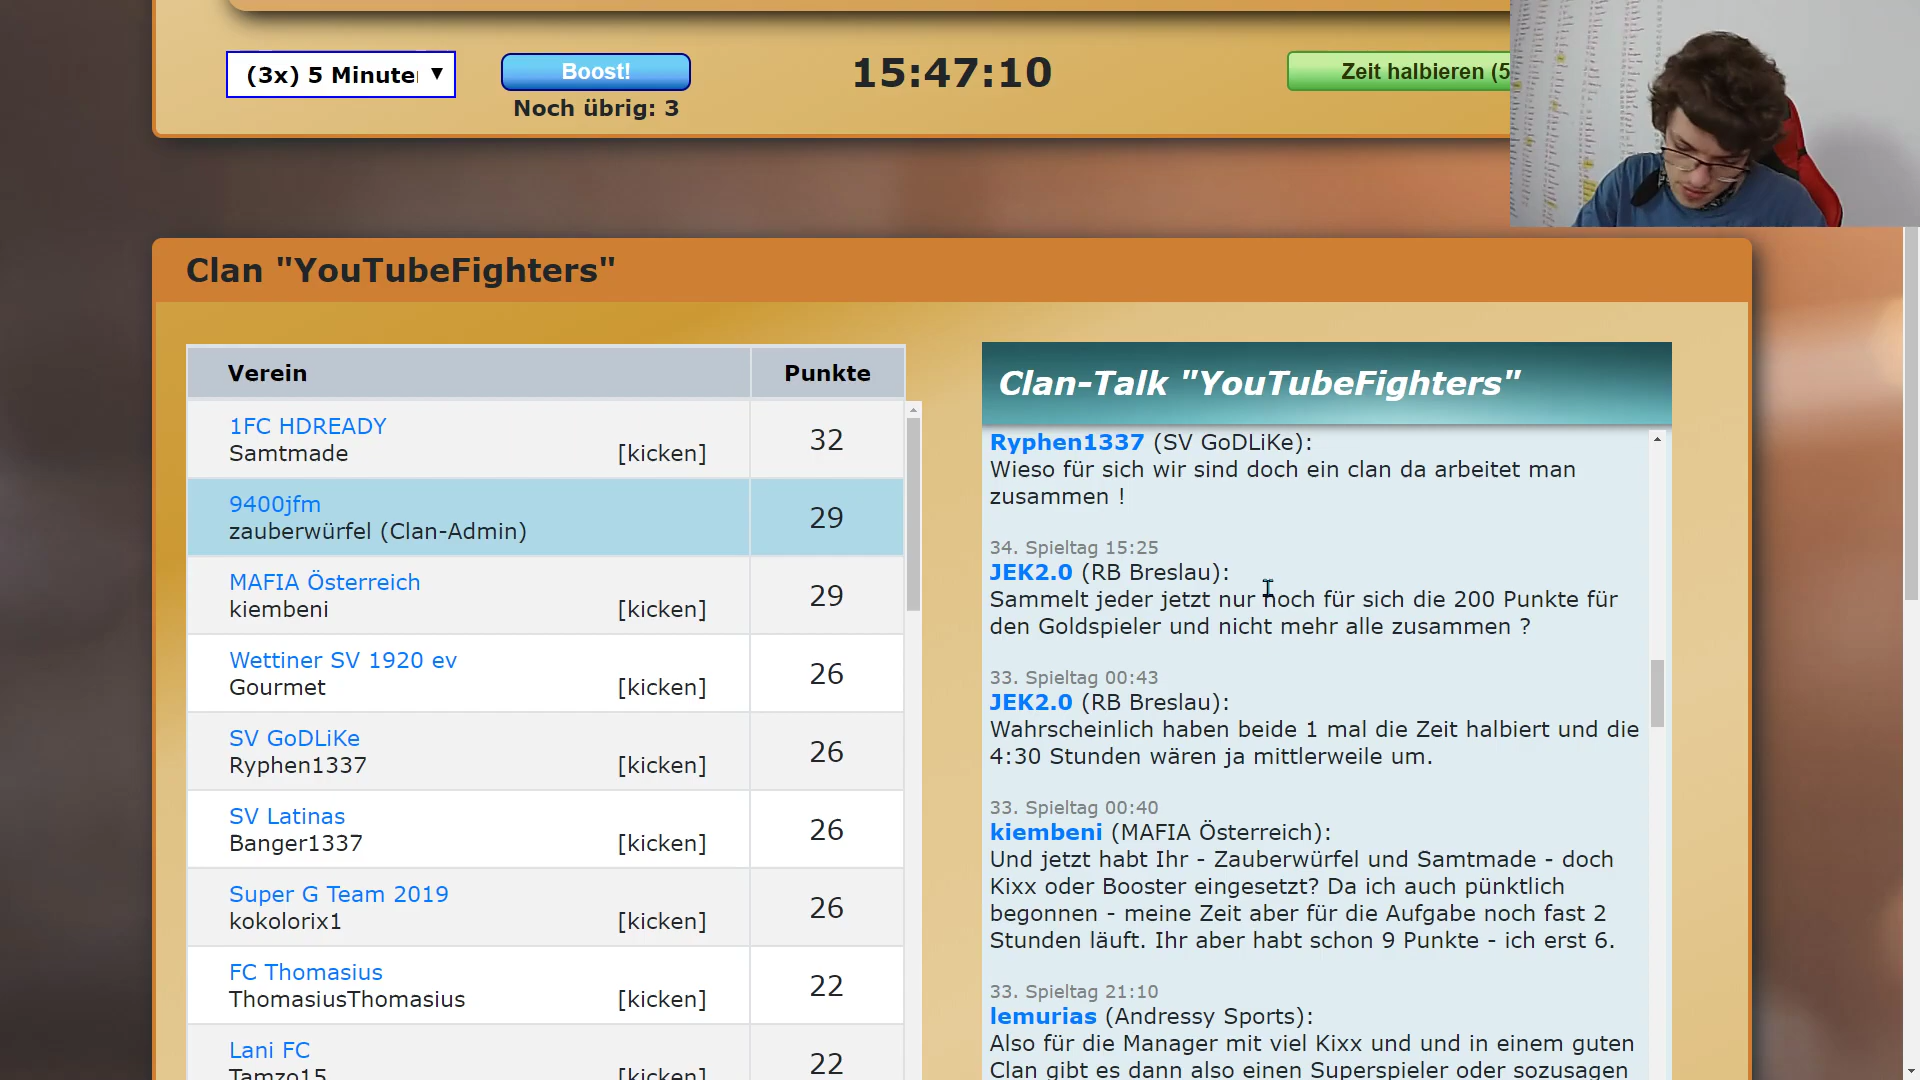 (3x) 5 Minute
Boost!
Noch übrig: 3
15:47:10
Zeit halbieren (5
Clan "YouTubeFighters"
Verein
Punkte
1FC HDREADY
Samtmade
[kicken]
32
9400jfm
zauberwürfel (Clan-Admin)
29
MAFIA Österreich
kiembeni
[kicken]
29
Wettiner SV 1920 ev
Gourmet
[kicken]
26
SV GoDLiKe
Ryphen1337
[kicken]
26
SV Latinas
Banger1337
[kicken]
26
Super G Team 2019
kokolorix1
[kicken]
26
FC Thomasius
ThomasiusThomasius
[kicken]
22
Lani FC
Tamzo15
[kicken]
22
Clan-Talk "YouTubeFighters"
Ryphen1337 (SV GoDLiKe):
Wieso für sich wir sind doch ein clan da arbeitet man
zusammen !
34. Spieltag 15:25
JEK2.0 (RB Breslau):
Sammelt jeder jetzt nur noch für sich die 200 Punkte für
den Goldspieler und nicht mehr alle zusammen ?
33. Spieltag 00:43
JEK2.0 (RB Breslau):
Wahrscheinlich haben beide 1 mal die Zeit halbiert und die
4:30 Stunden wären ja mittlerweile um.
33. Spieltag 00:40
kiembeni (MAFIA Österreich):
Und jetzt habt Ihr - Zauberwürfel und Samtmade - doch
Kixx oder Booster eingesetzt? Da ich auch pünktlich
begonnen - meine Zeit aber für die Aufgabe noch fast 2
Stunden läuft. Ihr aber habt schon 9 Punkte - ich erst 6.
33. Spieltag 21:10
lemurias (Andressy Sports):
Also für die Manager mit viel Kixx und und in einem guten
Clan gibt es dann also einen Superspieler oder sozusagen